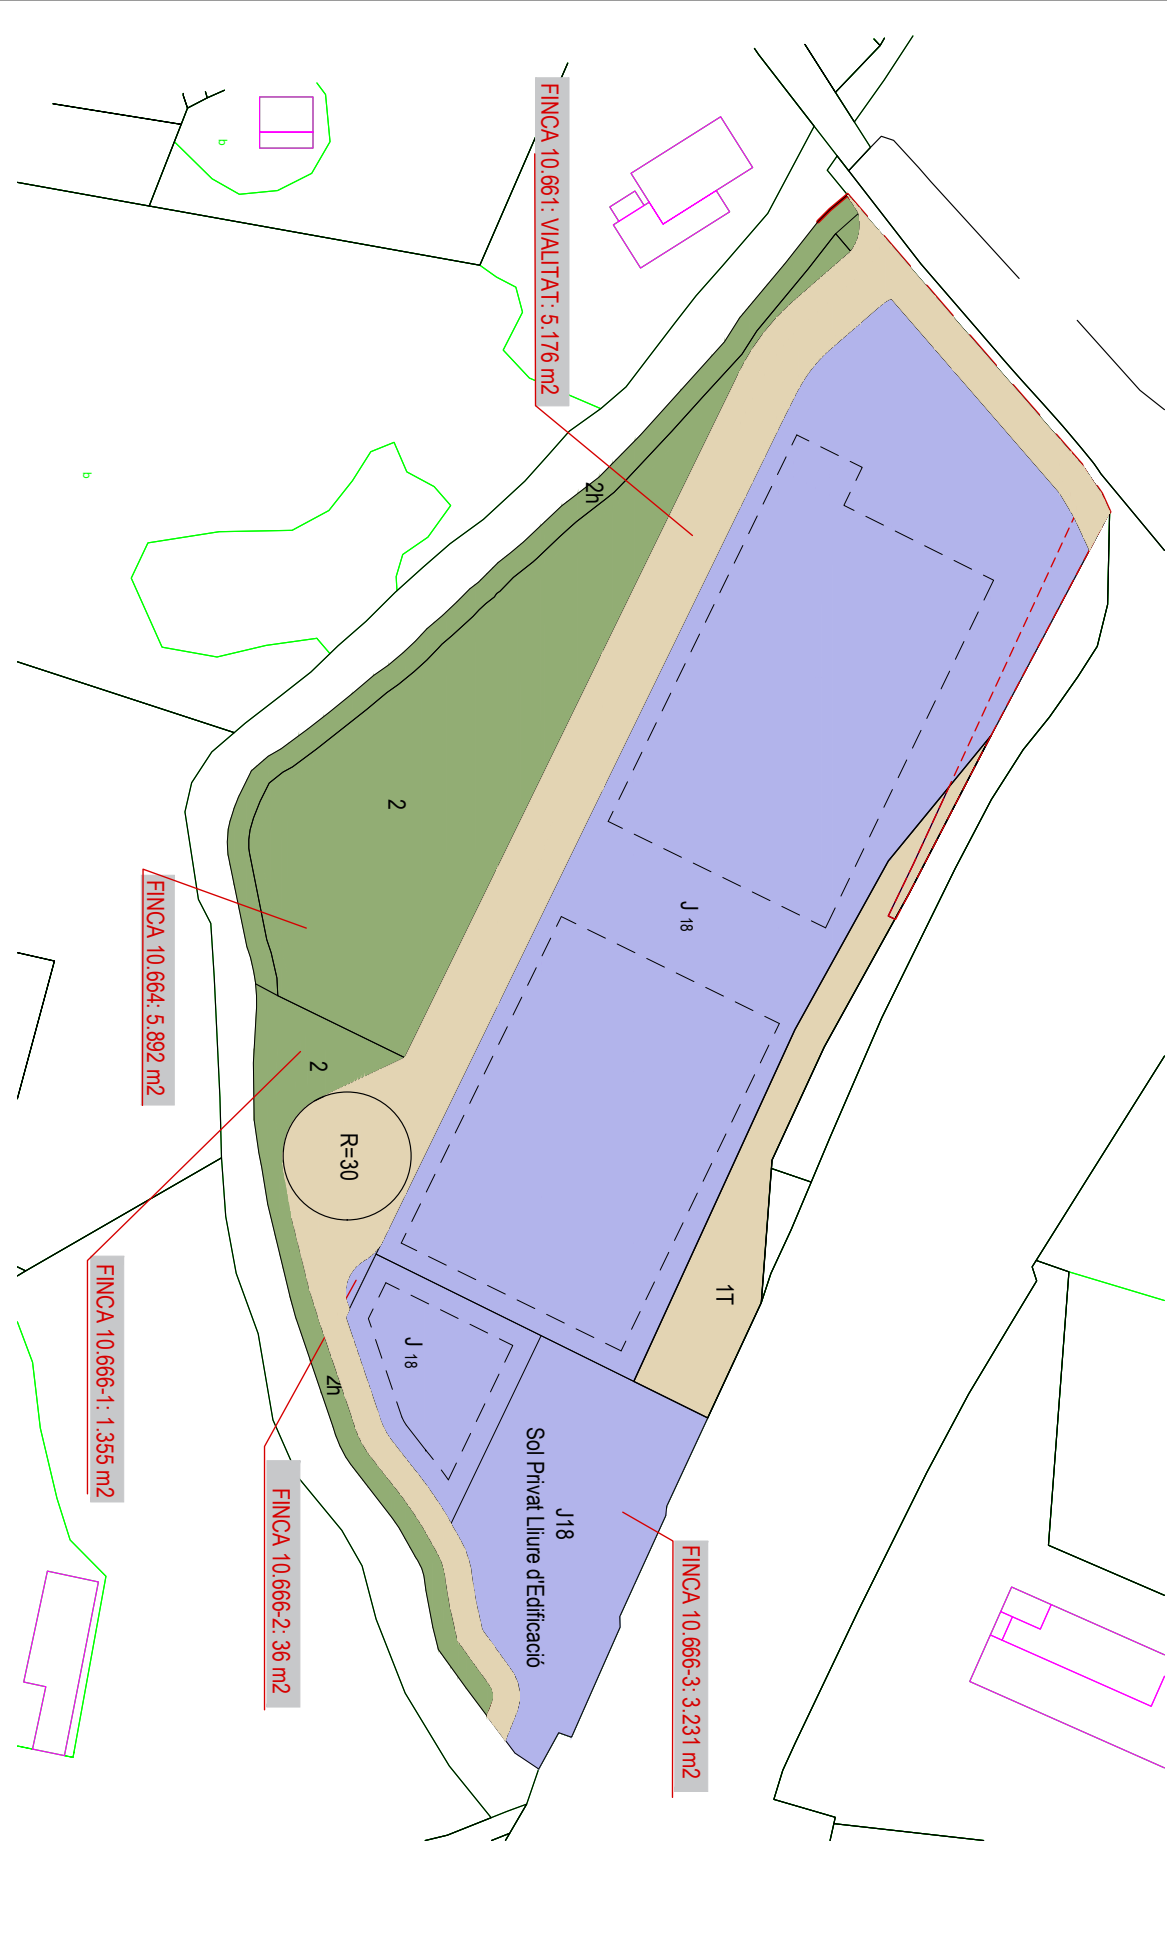 FINCA 10.661: VIALITAT: 5.176 m2
b
b
2h
2
J 18
FINCA 10.664: 5.892 m2
2
R=30
1T
FINCA 10.666-1: 1.355 m2
J 18
2h
J18
Sol Privat Lliure d'Edificació
FINCA 10.666-2: 36 m2
FINCA 10.666-3: 3.231 m2